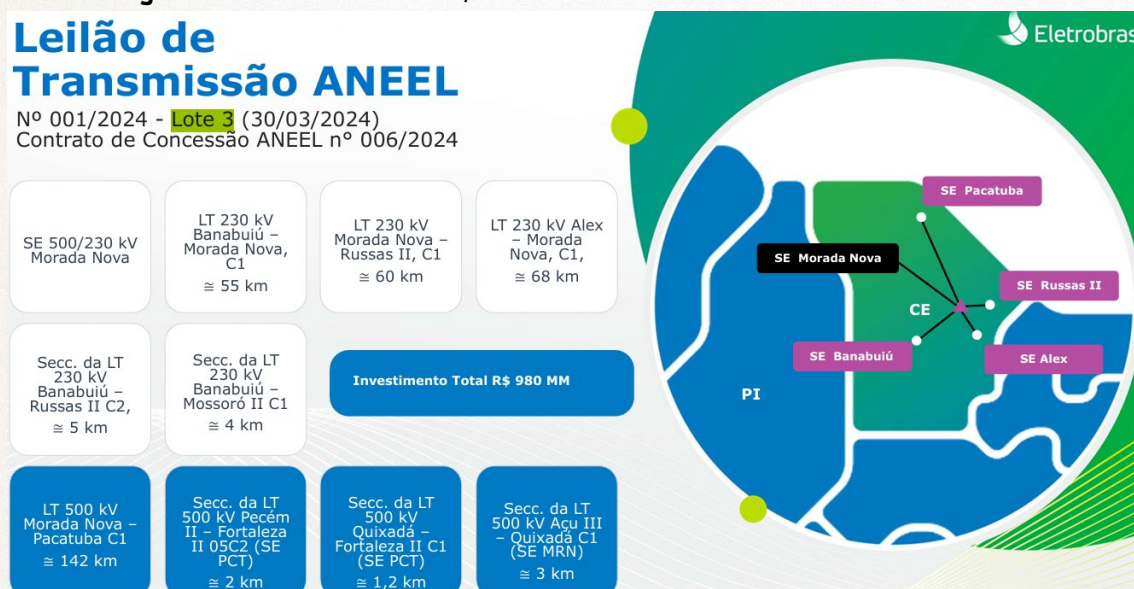 Leilão de
Transmissão ANEEL
Nº 001/2024 - Lote 3 (30/03/2024)
Contrato de Concessão ANEEL n° 006/2024
SE 500/230 kV
Morada Nova
LT 230 kV
Banabuiú –
Morada Nova,
C1
≅ 55 km
LT 230 kV
Morada Nova –
Russas II, C1
≅ 60 km
LT 230 kV Alex
– Morada
Nova, C1,
≅ 68 km
Secc. da LT
230 kV
Banabuiú –
Russas II C2,
≅ 5 km
Secc. da LT
230 kV
Banabuiú –
Mossoró II C1
≅ 4 km
Investimento Total R$ 980 MM
LT 500 kV
Morada Nova –
Pacatuba C1
≅ 142 km
Secc. da LT
500 kV Pecém
II – Fortaleza
II 05C2 (SE
PCT)
≅ 2 km
Secc. da LT
500 kV
Quixadá –
Fortaleza II C1
(SE PCT)
≅ 1,2 km
Secc. da LT
500 kV Açu III
– Quixadá C1
(SE MRN)
≅ 3 km
Eletrobras
SE Pacatuba
SE Morada Nova
SE Russas II
CE
SE Banabuiú
SE Alex
PI